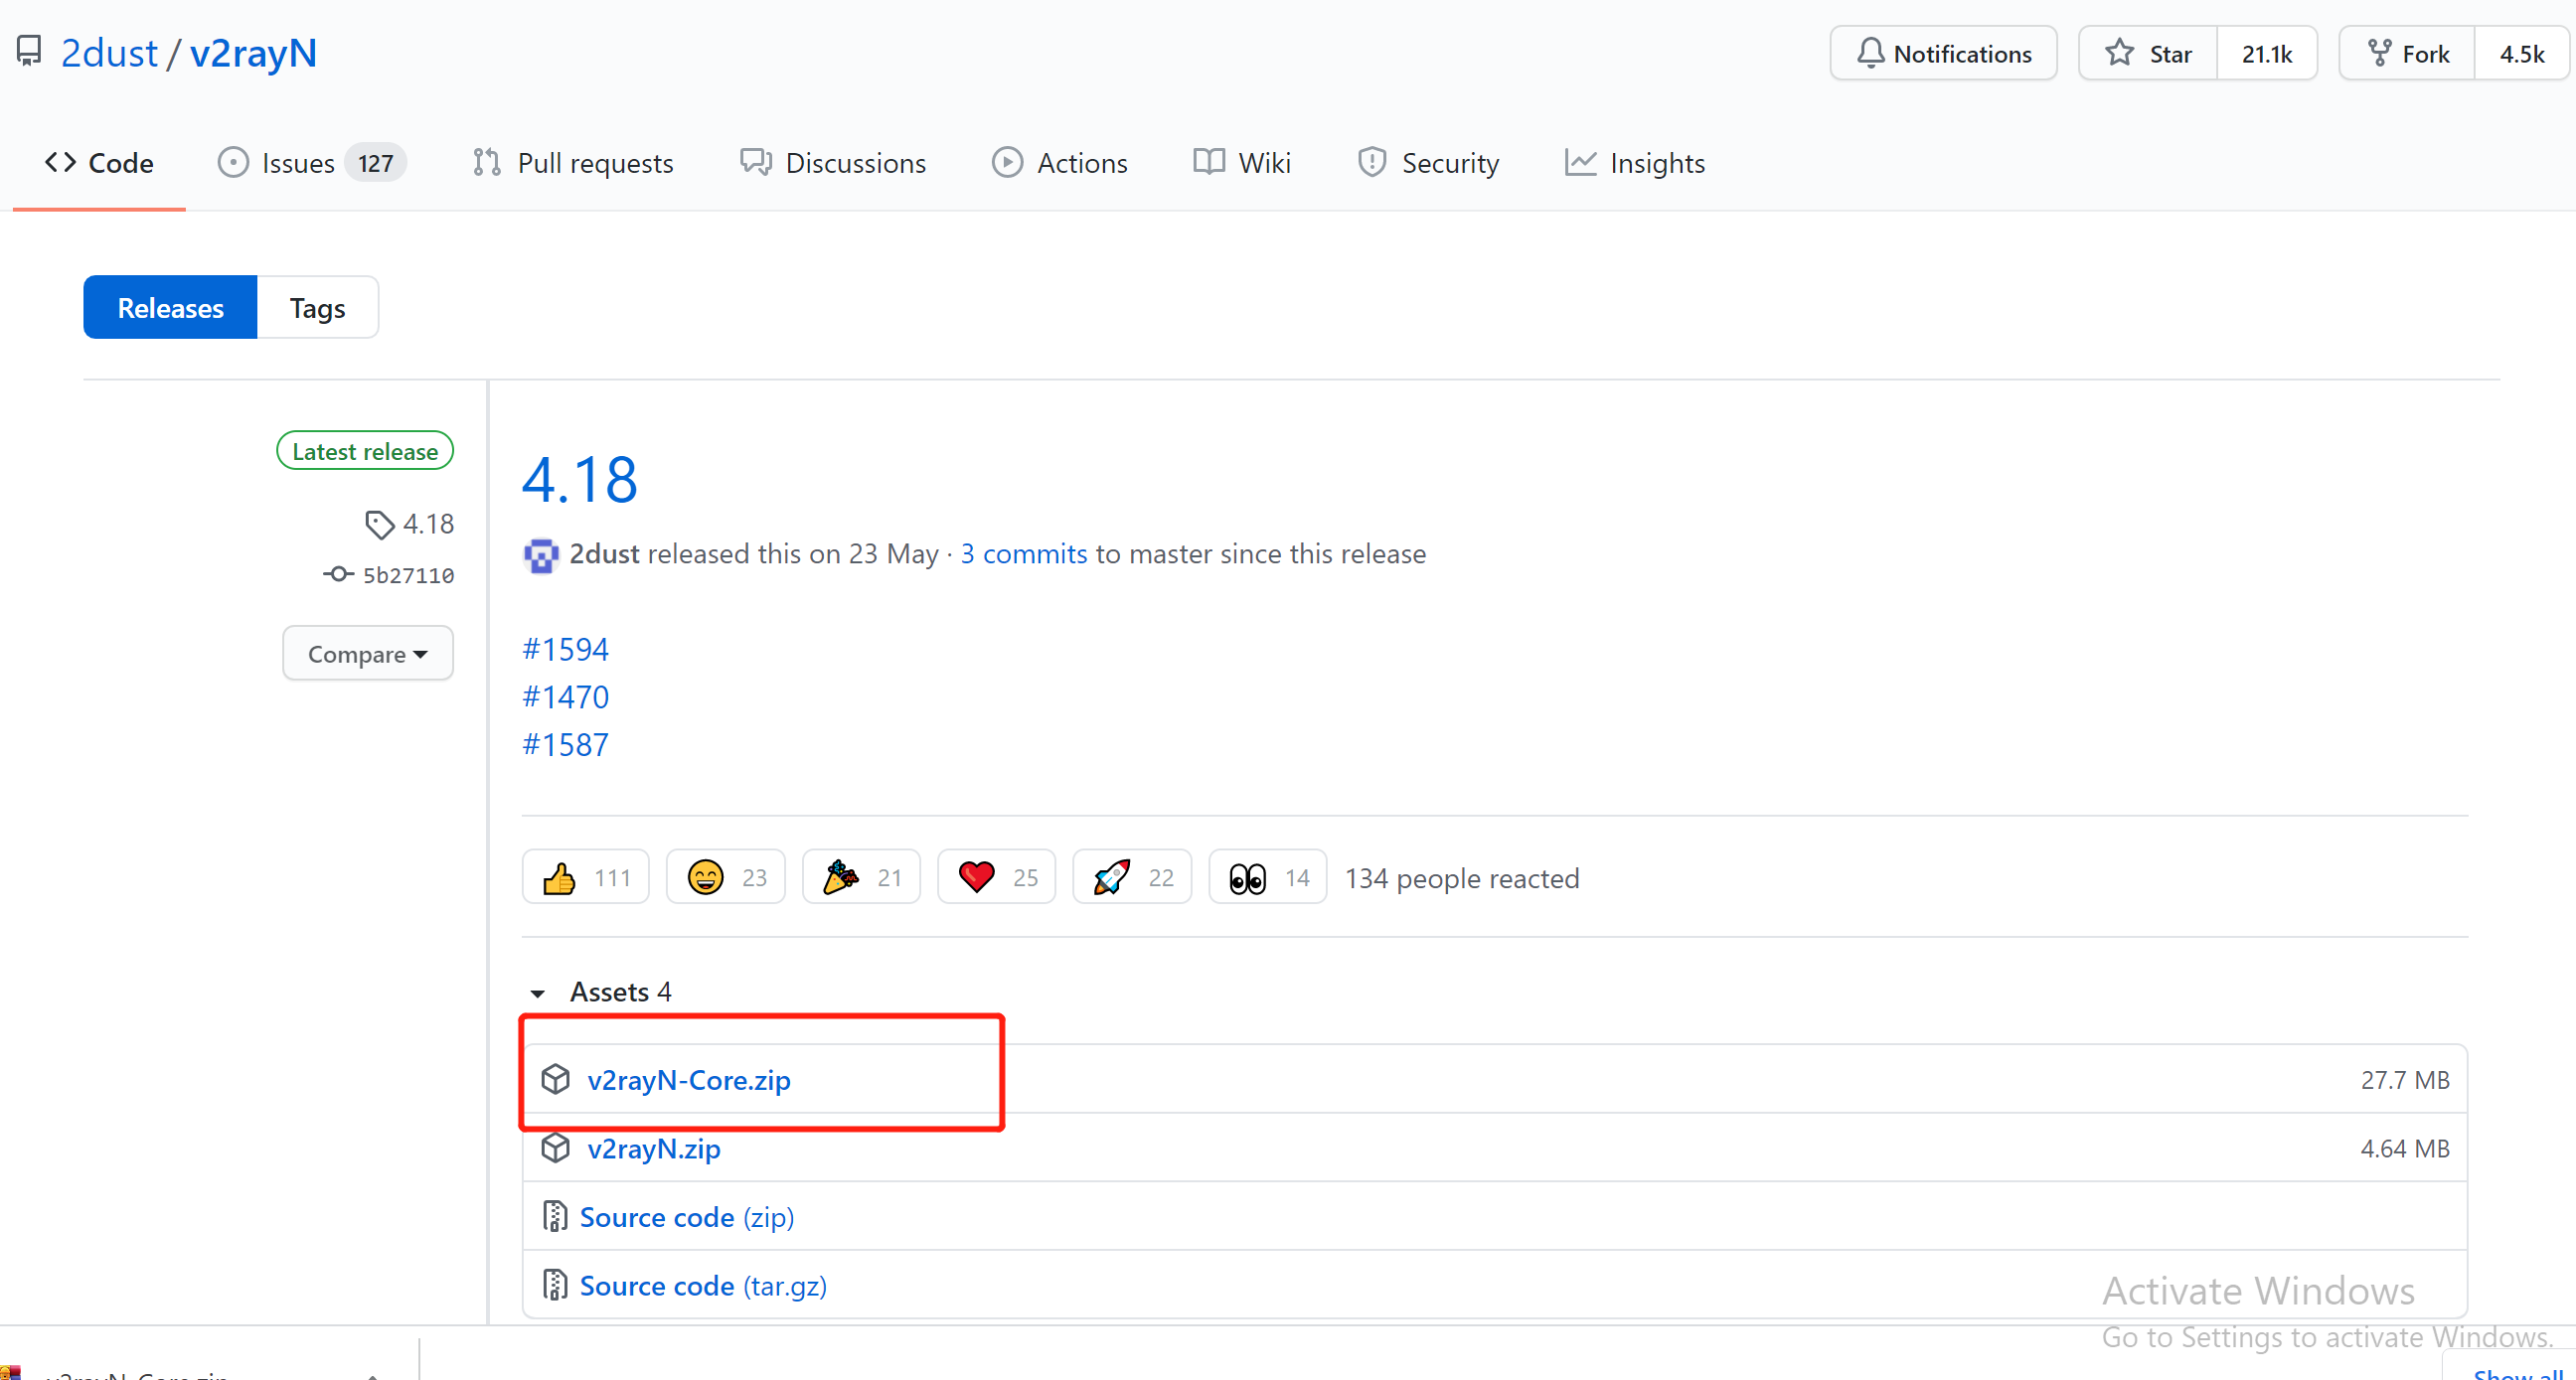 2dust / v2rayN
Notifications
Star 21.1k
Fork 4.5k
Code
Issues 127
Pull requests
Discussions
Actions
Wiki
Security
Insights
Releases
Tags
Latest release
4.18
5b27110
Compare
4.18
2dust released this on 23 May · 3 commits to master since this release
#1594
#1470
#1587
111 23 21 25 22 14 134 people reacted
Assets 4
v2rayN-Core.zip 27.7 MB
v2rayN.zip 4.64 MB
Source code (zip)
Source code (tar.gz)
Activate Windows
Go to Settings to activate Windows.
v2rayN-Core.zip
Show all